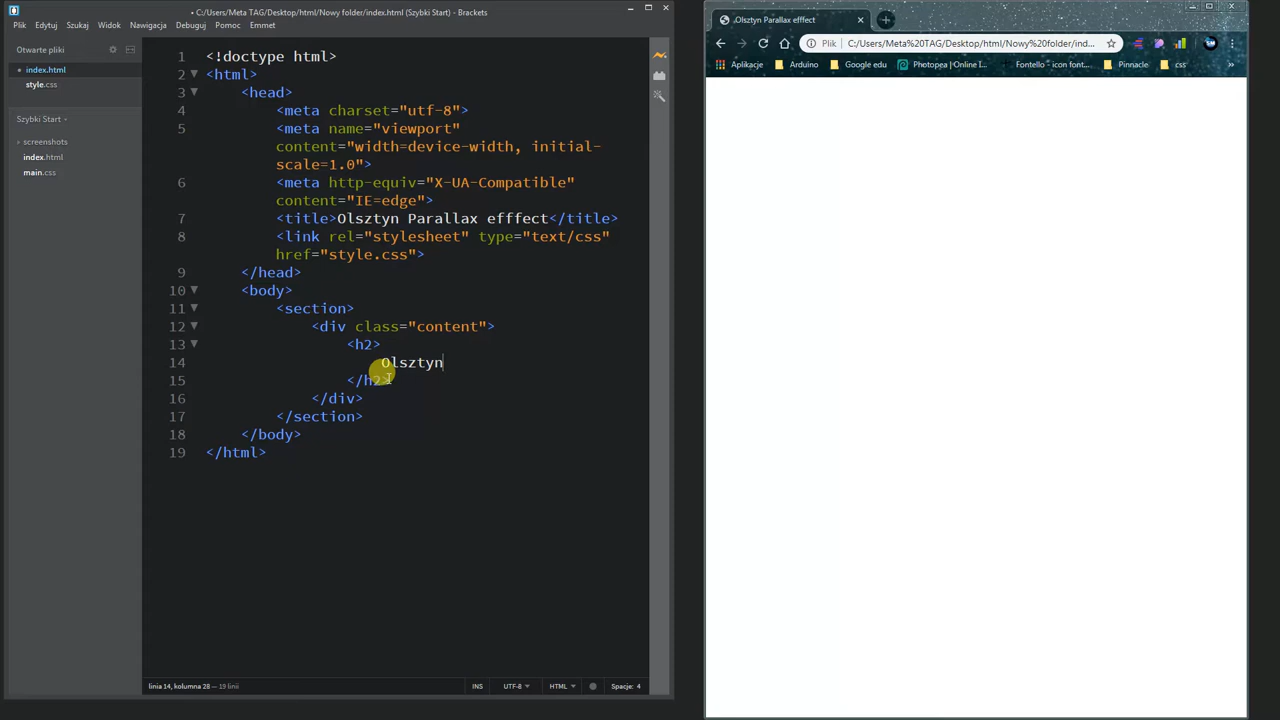 • C:/Users/Meta TAG/Desktop/html/Nowy folder/index.html (Szybki Start) - Brackets
Plik Edytuj Szukaj Widok Nawigacja Debuguj Pomoc Emmet
Otwarte pliki
• index.html
style.css
Szybki Start
screenshots
index.html
main.css
1 <!doctype html>
2 <html>
3 <head>
4 <meta charset="utf-8">
5 <meta name="viewport"
content="width=device-width, initial-
scale=1.0">
6 <meta http-equiv="X-UA-Compatible"
content="IE=edge">
7 <title>Olsztyn Parallax efffect</title>
8 <link rel="stylesheet" type="text/css"
href="style.css">
9 </head>
10 <body>
11 <section>
12 <div class="content">
13 <h2>
14 Olsztyn
15 </h2>
16 </div>
17 </section>
18 </body>
19 </html>
linia 14, kolumna 28 — 19 linii
INS UTF-8 HTML Spacje: 4
Olsztyn Parallax efffect
Plik C:/Users/Meta%20TAG/Desktop/html/Nowy%20folder/ind...
Aplikacje Arduino Google edu Photopea | Online I... Fontello - icon font... Pinnacle css »